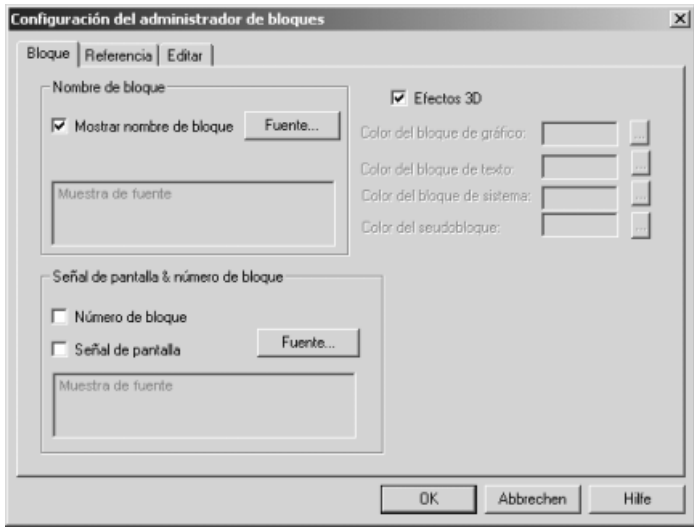 Configuración del administrador de bloques
Bloque Referencia Editar
Nombre de bloque
Mostrar nombre de bloque Fuente...
Muestra de fuente
Efectos 3D
Color del bloque de gráfico: ...
Color del bloque de texto: ...
Color del bloque de sistema: ...
Color del seudobloque: ...
Señal de pantalla & número de bloque
Número de bloque
Señal de pantalla Fuente...
Muestra de fuente
OK Abbrechen Hilfe